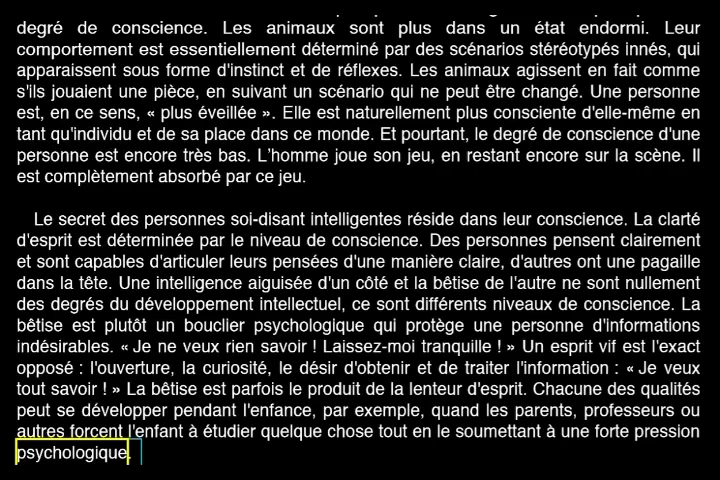 degré de conscience. Les animaux sont plus dans un état endormi. Leur
comportement est essentiellement déterminé par des scénarios stéréotypés innés, qui
apparaissent sous forme d'instinct et de réflexes. Les animaux agissent en fait comme
s'ils jouaient une pièce, en suivant un scénario qui ne peut être changé. Une personne
est, en ce sens, « plus éveillée ». Elle est naturellement plus consciente d'elle-même en
tant qu'individu et de sa place dans ce monde. Et pourtant, le degré de conscience d'une
personne est encore très bas. L’homme joue son jeu, en restant encore sur la scène. Il
est complètement absorbé par ce jeu.
Le secret des personnes soi-disant intelligentes réside dans leur conscience. La clarté
d'esprit est déterminée par le niveau de conscience. Des personnes pensent clairement
et sont capables d'articuler leurs pensées d'une manière claire, d'autres ont une pagaille
dans la tête. Une intelligence aiguisée d'un côté et la bêtise de l'autre ne sont nullement
des degrés du développement intellectuel, ce sont différents niveaux de conscience. La
bêtise est plutôt un bouclier psychologique qui protège une personne d'informations
indésirables. « Je ne veux rien savoir ! Laissez-moi tranquille ! » Un esprit vif est l'exact
opposé : l'ouverture, la curiosité, le désir d'obtenir et de traiter l'information : « Je veux
tout savoir ! » La bêtise est parfois le produit de la lenteur d'esprit. Chacune des qualités
peut se développer pendant l'enfance, par exemple, quand les parents, professeurs ou
autres forcent l'enfant à étudier quelque chose tout en le soumettant à une forte pression
psychologique.